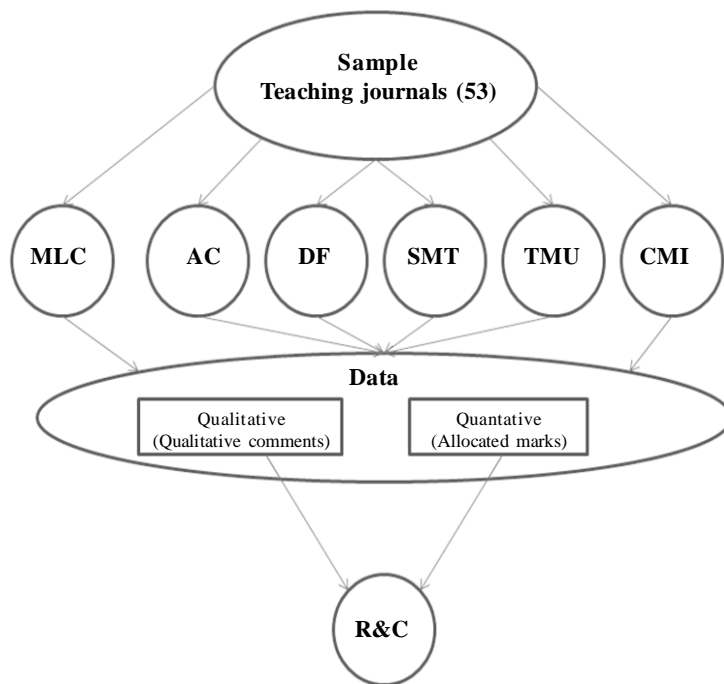 Sample
Teaching journals (53)
MLC
AC
DF
SMT
TMU
CMI
Data
Qualitative
(Qualitative comments)
Quantative
(Allocated marks)
R&C